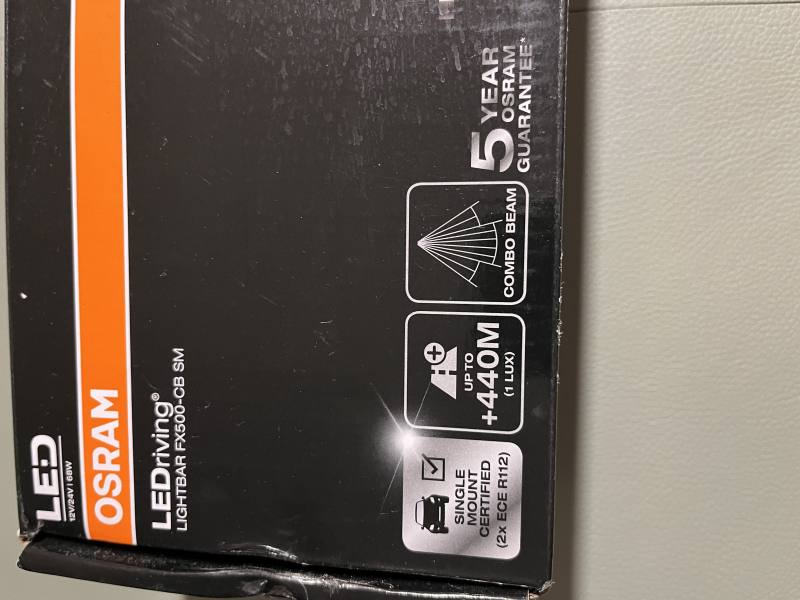 LED
12V/24V | 68W
OSRAM
LEDriving®
LIGHTBAR FX500-CB SM
SINGLE
MOUNT
CERTIFIED
(2x ECE R112)
UP TO
+440M
(1 LUX)
COMBO BEAM
5 YEAR
OSRAM
GUARANTEE*